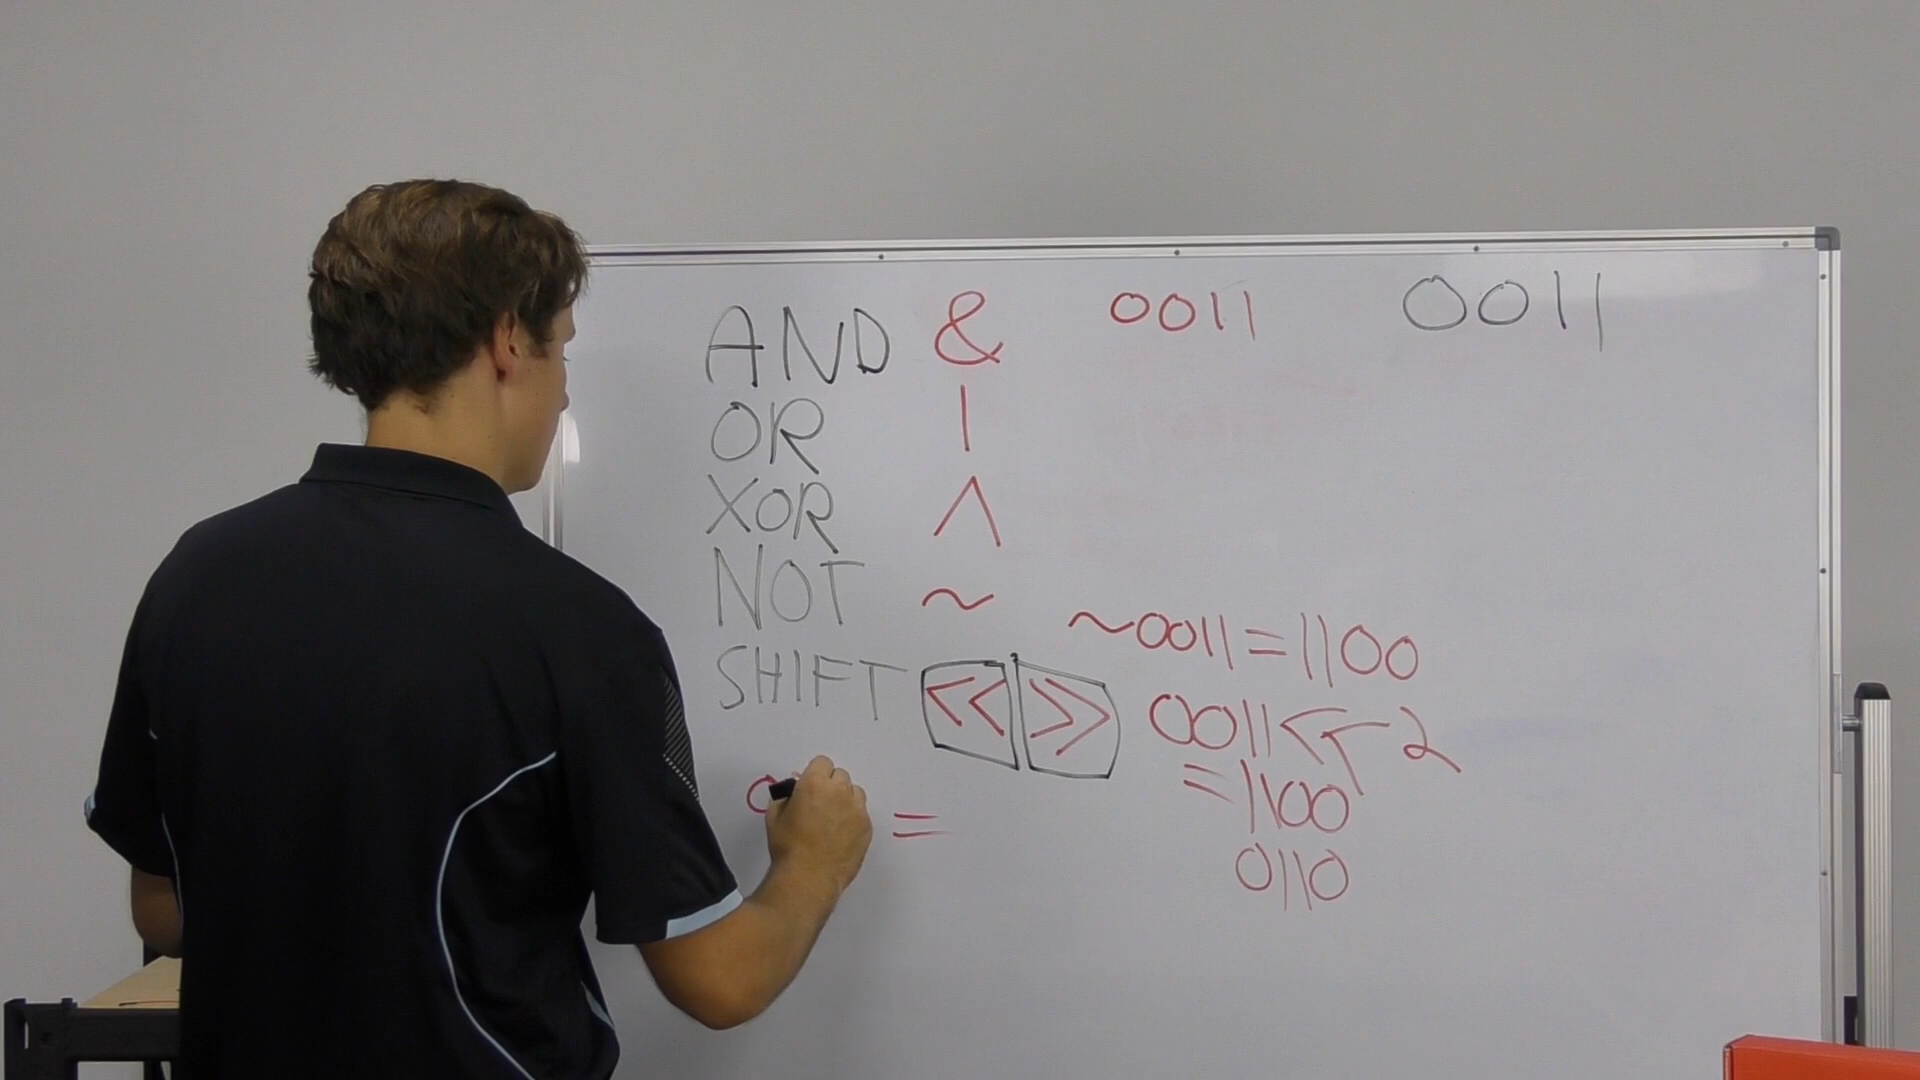 AND & 0011 0011
OR |
XOR ^
NOT ~ ~0011=1100
SHIFT << >> 0011<<2
=1100
=
0110